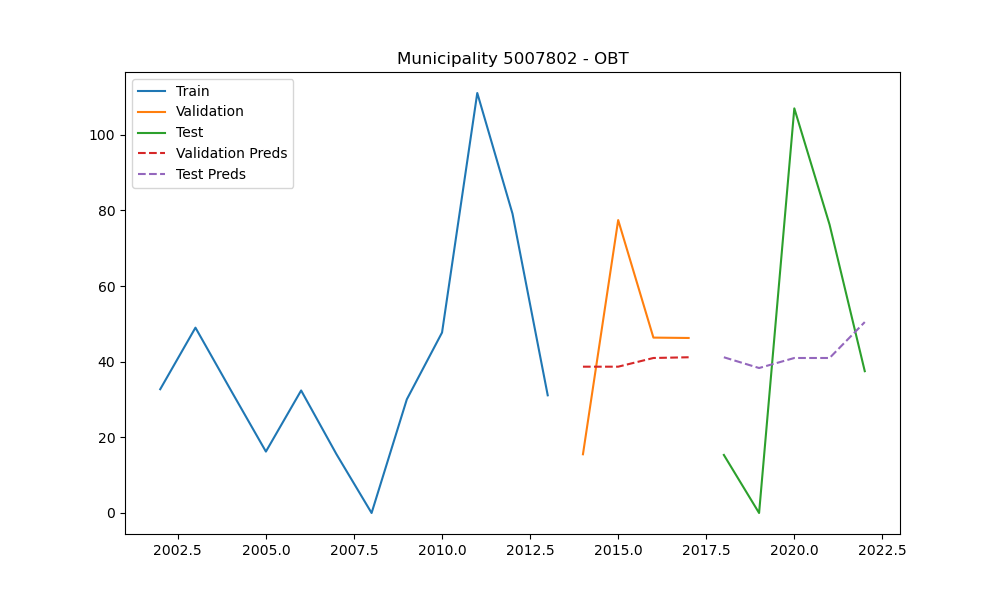 Municipality 5007802 - OBT
Train
Validation
Test
Validation Preds
Test Preds
100
80
60
40
20
0
2002.5 2005.0 2007.5 2010.0 2012.5 2015.0 2017.5 2020.0 2022.5